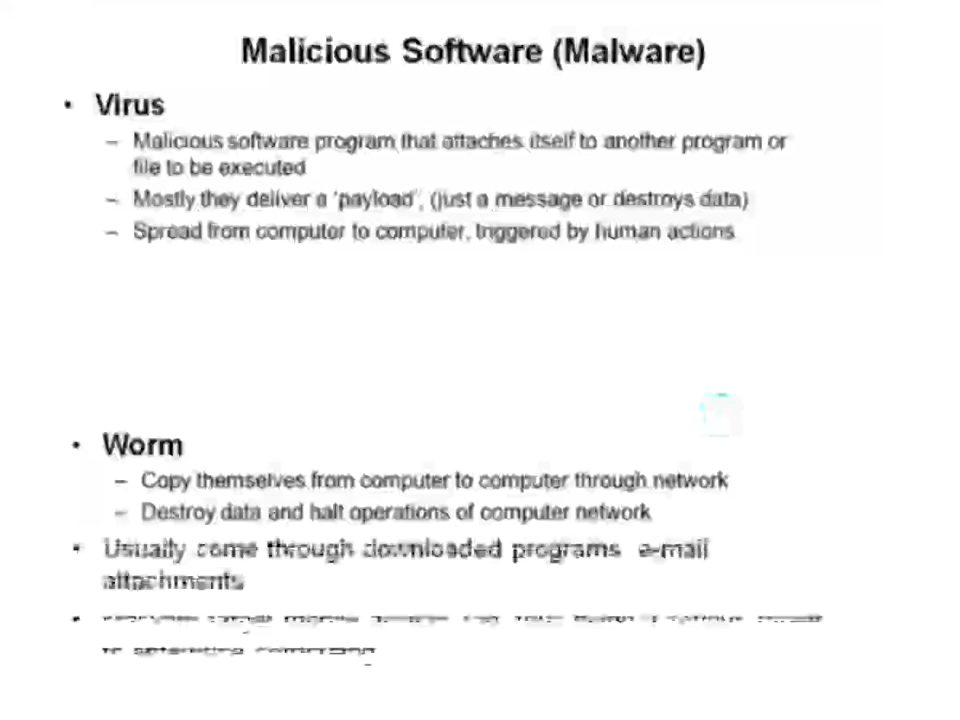 Malicious Software (Malware)
• Virus
– Malicious software program that attaches itself to another program or
file to be executed
– Mostly they deliver a 'payload', (just a message or destroys data)
– Spread from computer to computer, triggered by human actions
• Worm
– Copy themselves from computer to computer through network
– Destroy data and halt operations of computer network
• Usually come through downloaded programs e-mail
attachments